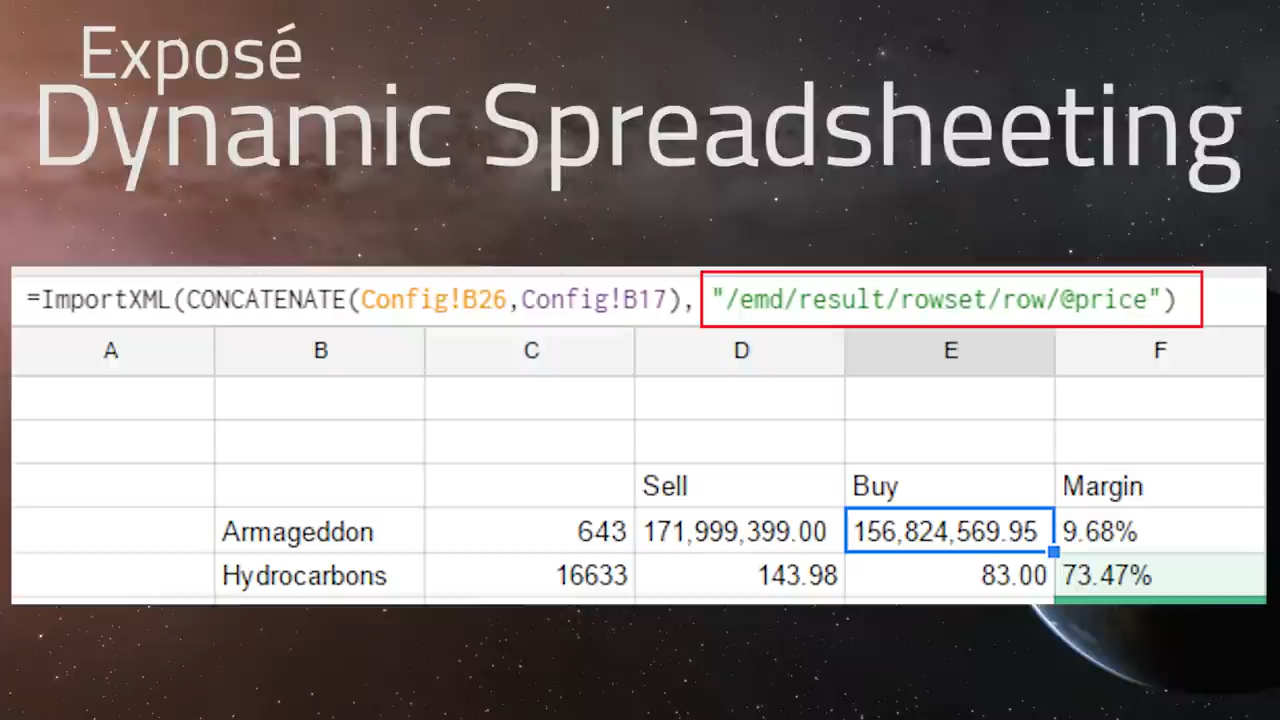 Exposé
Dynamic Spreadsheeting
=ImportXML(CONCATENATE(Config!B26,Config!B17), "/emd/result/rowset/row/@price")
A B C D E F
Sell Buy Margin
Armageddon 643 171,999,399.00 156,824,569.95 9.68%
Hydrocarbons 16633 143.98 83.00 73.47%